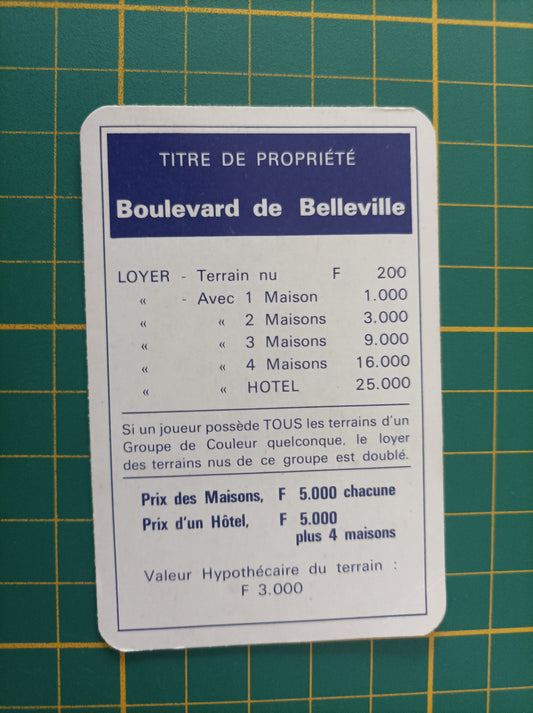 TITRE DE PROPRIÉTÉ
Boulevard de Belleville
LOYER - Terrain nu F 200
« - Avec 1 Maison 1.000
« « 2 Maisons 3.000
« « 3 Maisons 9.000
« « 4 Maisons 16.000
« « HOTEL 25.000
Si un joueur possède TOUS les terrains d'un
Groupe de Couleur quelconque, le loyer
des terrains nus de ce groupe est doublé.
Prix des Maisons, F 5.000 chacune
Prix d'un Hôtel, F 5.000
plus 4 maisons
Valeur Hypothécaire du terrain :
F 3.000